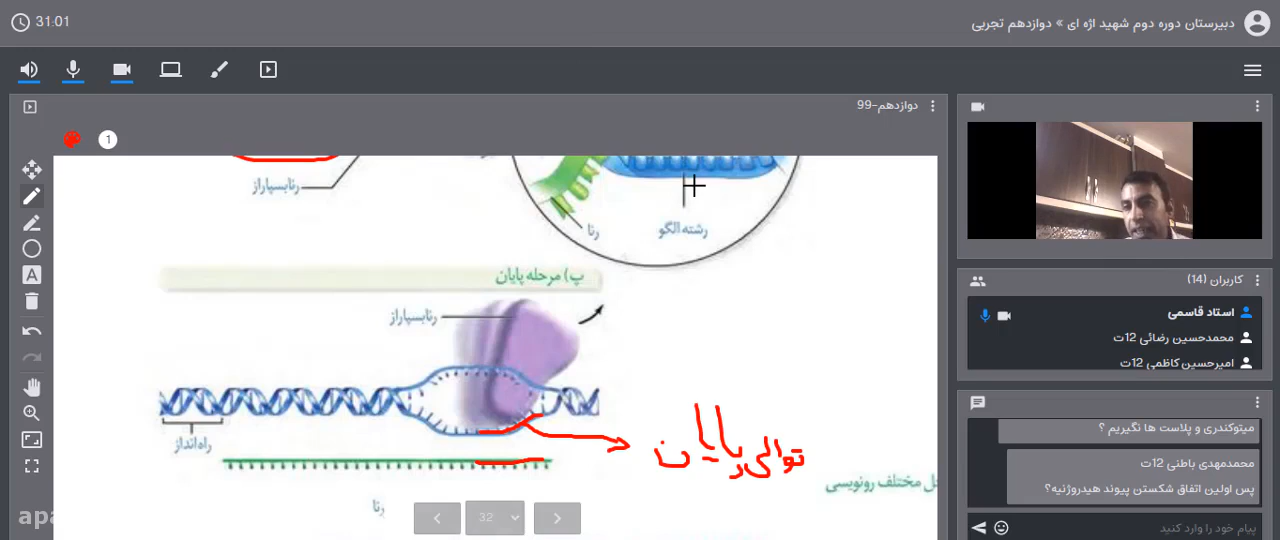 31:01
دبیرستان دوره دوم شهید اژه ای » دوازدهم تجربی
دوازدهم-99
1
رنابسپاراز
رنا
رشته الگو
پ) مرحله پایان
رنابسپاراز
راه‌انداز
توالی پایان
رنا
مختلف رونویسی
32
کاربران (14)
استاد قاسمی
محمدحسین رضائی 12ت
امیرحسین کاظمی 12ت
میتوکندری و پلاست ها نگیریم ؟
محمدمهدی باطنی 12ت
پس اولین اتفاق شکستن پیوند هیدروژنیه؟
پیام خود را وارد کنید
apa